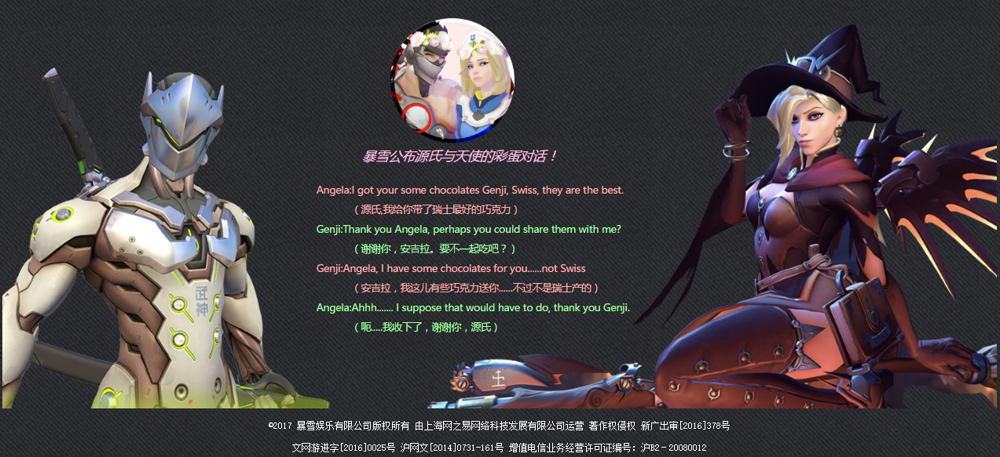 暴雪公布源氏与天使的彩蛋对话！
Angela:I got your some chocolates Genji, Swiss, they are the best.
（源氏,我给你带了瑞士最好的巧克力）
Genji:Thank you Angela, perhaps you could share them with me?
（谢谢你，安吉拉。要不一起吃吧？）
Genji:Angela, I have some chocolates for you......not Swiss
（安吉拉，我这儿有些巧克力送你......不过不是瑞士产的）
Angela:Ahhh....... I suppose that would have to do, thank you Genji.
（呃.....我收下了，谢谢你，源氏）
武神
©2017 暴雪娱乐有限公司版权所有 由上海网之易网络科技发展有限公司运营 著作权侵权 新广出审[2016]378号
文网游进字[2016]0025号 沪网文[2014]0731-161号 增值电信业务经营许可证编号：沪B2－20080012